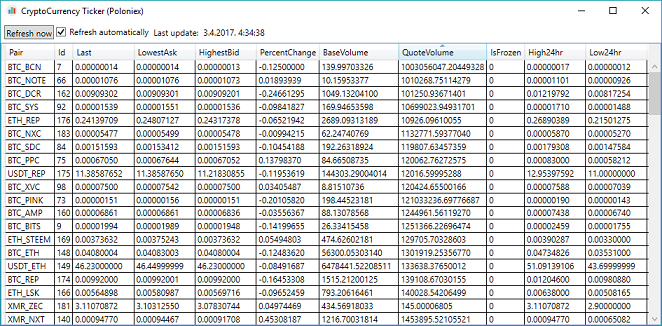 CryptoCurrency Ticker (Poloniex)
Refresh now Refresh automatically Last update: 3.4.2017. 4:34:38
Pair Id Last LowestAsk HighestBid PercentChange BaseVolume QuoteVolume IsFrozen High24hr Low24hr
BTC_BCN 7 0.00000014 0.00000014 0.00000013 -0.12500000 139.99703326 1003056047.20449328 0 0.00000017 0.00000012
BTC_NOTE 66 0.00001076 0.00001076 0.00001073 0.01893939 10.15953377 1010268.75114279 0 0.00001101 0.00000926
BTC_DCR 162 0.00909302 0.00909301 0.00909201 -0.24661295 1049.13204100 101250.93671401 0 0.01219792 0.00817254
BTC_SYS 92 0.00001539 0.00001551 0.00001536 -0.09841827 169.94653598 10699023.94931701 0 0.00001710 0.00001488
ETH_REP 176 0.24139709 0.24807127 0.24317378 -0.06521942 2689.09313189 10926.09610055 0 0.26890389 0.21501275
BTC_NXC 183 0.00005477 0.00005499 0.00005478 -0.00994215 62.24740769 1132771.59377040 0 0.00005870 0.00005270
BTC_SDC 84 0.00151593 0.00153412 0.00151593 -0.10454188 192.26318924 119807.63457359 0 0.00179308 0.00147584
BTC_PPC 75 0.00067050 0.00067644 0.00067052 0.13798370 84.66508735 120062.76272575 0 0.00083000 0.00058212
USDT_REP 175 11.38587652 11.38587650 11.21830855 -0.11953619 144303.29004014 12016.59995288 0 12.95397592 11.00000000
BTC_XVC 98 0.00007500 0.00007542 0.00007500 0.03405487 8.81510736 120424.65500166 0 0.00007588 0.00007039
BTC_PINK 73 0.00000151 0.00000156 0.00000151 -0.20105820 198.44523181 121033236.69776687 0 0.00000190 0.00000143
BTC_AMP 160 0.00006861 0.00006861 0.00006836 -0.03556367 88.13078568 1244961.56119270 0 0.00007438 0.00006740
BTC_BITS 9 0.00001994 0.00001989 0.00001948 -0.14199655 26.33415458 1251366.22696474 0 0.00002459 0.00001755
ETH_STEEM 169 0.00373632 0.00375243 0.00373632 0.05494803 474.62602181 129705.70328603 0 0.00390287 0.00330000
BTC_ETH 148 0.04080004 0.04083003 0.04080004 -0.12483620 56300.05303140 1301919.25356770 0 0.04734826 0.03531000
USDT_ETH 149 46.23000000 46.44999999 46.23000000 -0.08491687 6478441.52208511 133638.37650012 0 51.09139106 43.69999999
BTC_REP 174 0.00992000 0.00992001 0.00992000 -0.16453308 1515.21200125 139108.67030155 0 0.01204600 0.00980880
ETH_LSK 166 0.00564898 0.00580987 0.00569716 -0.09652459 793.20616461 140028.54206499 0 0.00638000 0.00508165
XMR_ZEC 181 3.11070872 3.10312550 3.07830744 0.04974469 434.56918033 145.00006805 0 3.11070872 2.90000000
XMR_NXT 140 0.00094770 0.00094467 0.00091708 0.45308187 1216.70031814 1453895.52105521 0 0.00094770 0.00065082